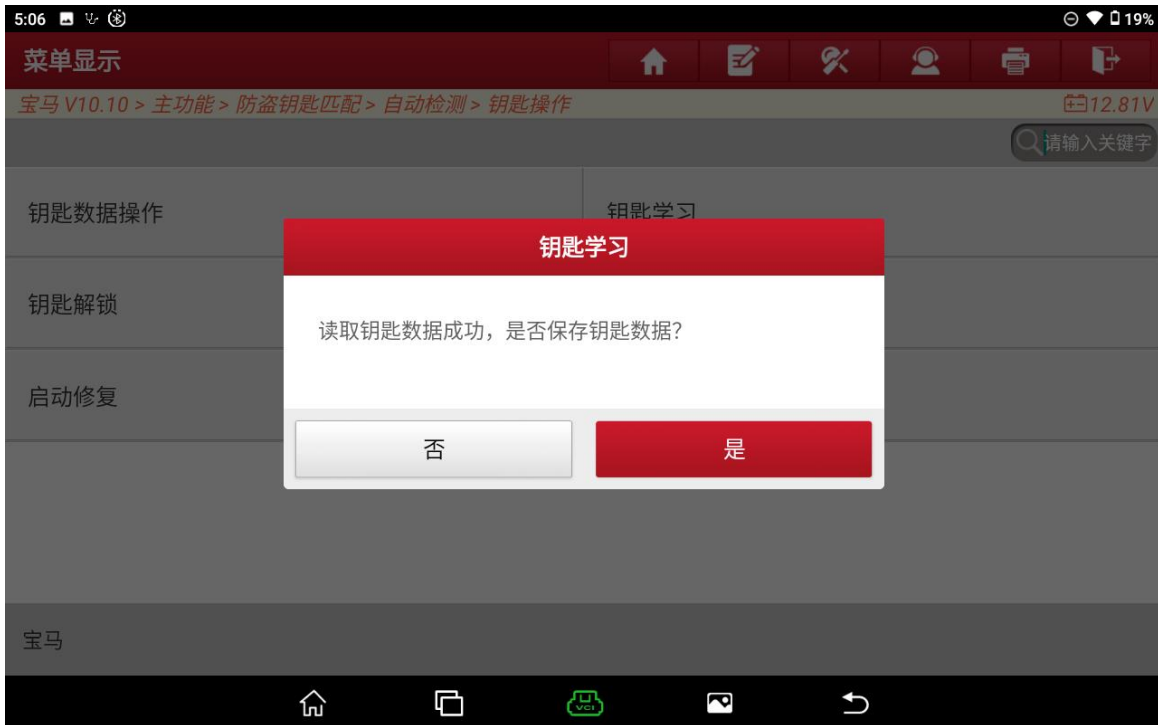 5:06
19%
菜单显示
宝马 V10.10 > 主功能 > 防盗钥匙匹配 > 自动检测 > 钥匙操作
12.81V
请输入关键字
钥匙数据操作
钥匙学习
钥匙学习
钥匙解锁
读取钥匙数据成功，是否保存钥匙数据?
启动修复
否
是
宝马
VCI